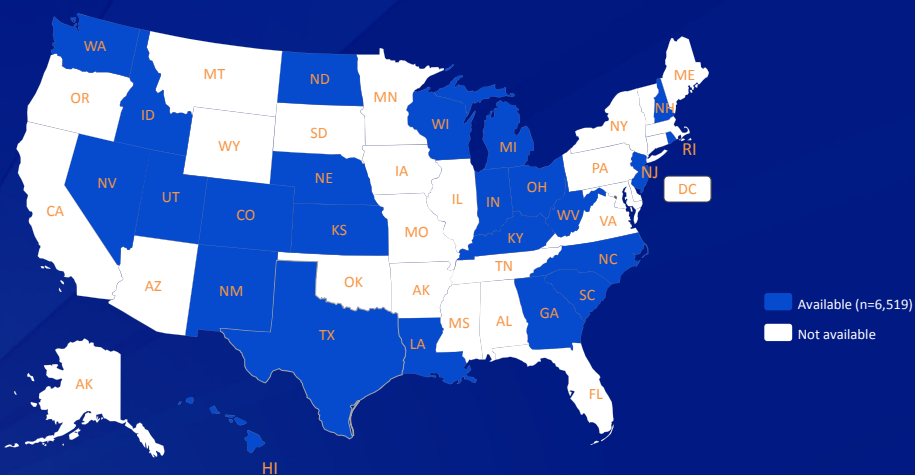 WA
MT
ND
MN
ME
OR
ID
SD
WI
MI
NY
NH
WY
RI
NV
UT
CO
NE
IA
IL
IN
OH
PA
NJ
DC
CA
KS
MO
KY
WV
VA
AZ
NM
OK
AK
TN
NC
SC
TX
LA
MS
AL
GA
FL
AK
HI
Available (n=6,519)
Not available